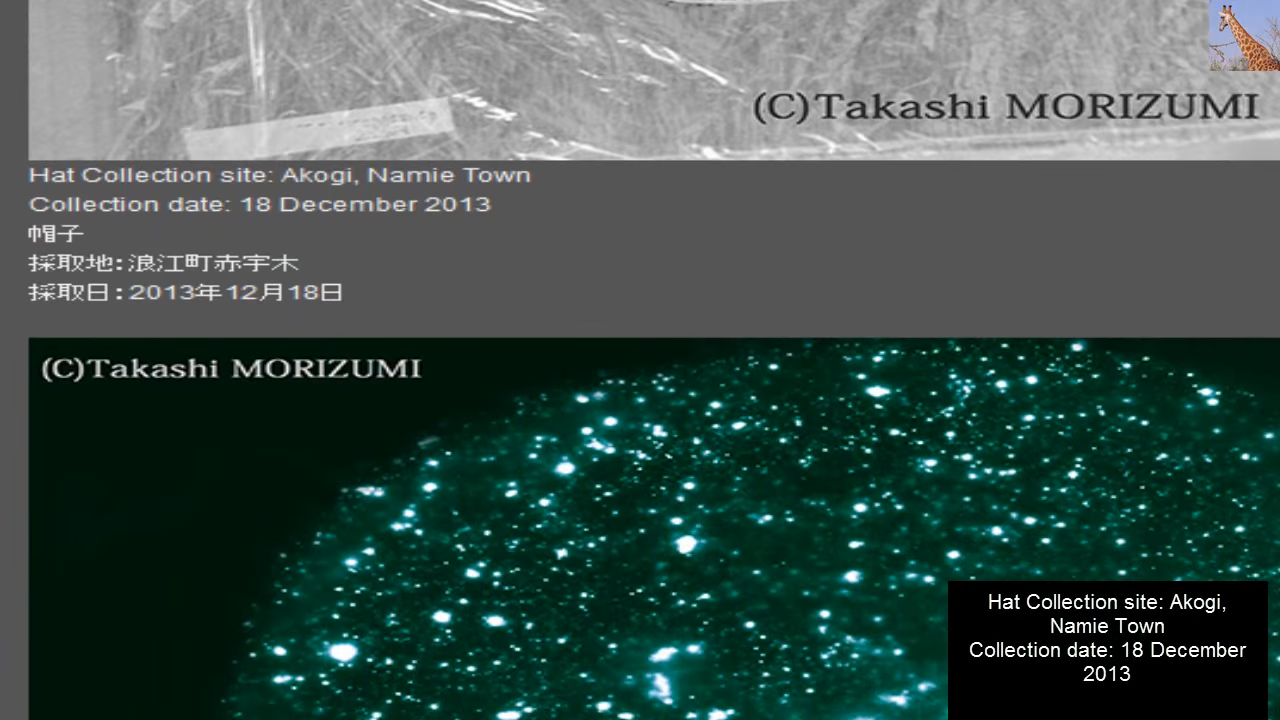 (C)Takashi MORIZUMI
Hat Collection site: Akogi, Namie Town
Collection date: 18 December 2013
帽子
採取地:浪江町赤宇木
採取日:2013年12月18日
(C)Takashi MORIZUMI
Hat Collection site: Akogi,
Namie Town
Collection date: 18 December
2013